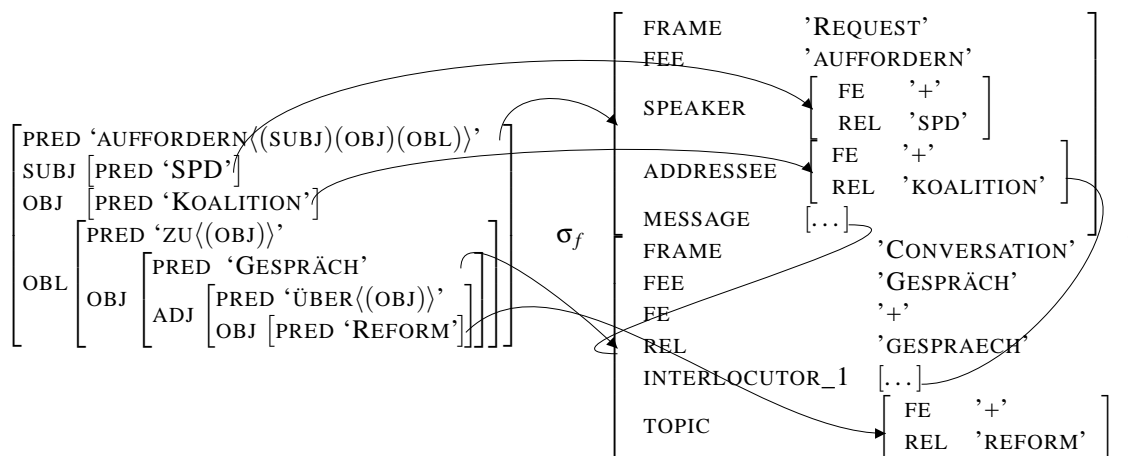 [PRED ‘AUFFORDERN⟨(SUBJ)(OBJ)(OBL)⟩’
SUBJ [PRED ‘SPD’]
OBJ [PRED ‘KOALITION’]
OBL [PRED ‘ZU⟨(OBJ)⟩’
OBJ [PRED ‘GESPRÄCH’
ADJ [PRED ‘ÜBER⟨(OBJ)⟩’
OBJ [PRED ‘REFORM’]]]]]
σf
FRAME 'REQUEST'
FEE 'AUFFORDERN'
SPEAKER [FE '+'
REL 'SPD']
ADDRESSEE [FE '+'
REL 'KOALITION']
MESSAGE [...]
FRAME 'CONVERSATION'
FEE 'GESPRÄCH'
FE '+'
REL 'GESPRAECH'
INTERLOCUTOR_1 [...]
TOPIC [FE '+'
REL 'REFORM']